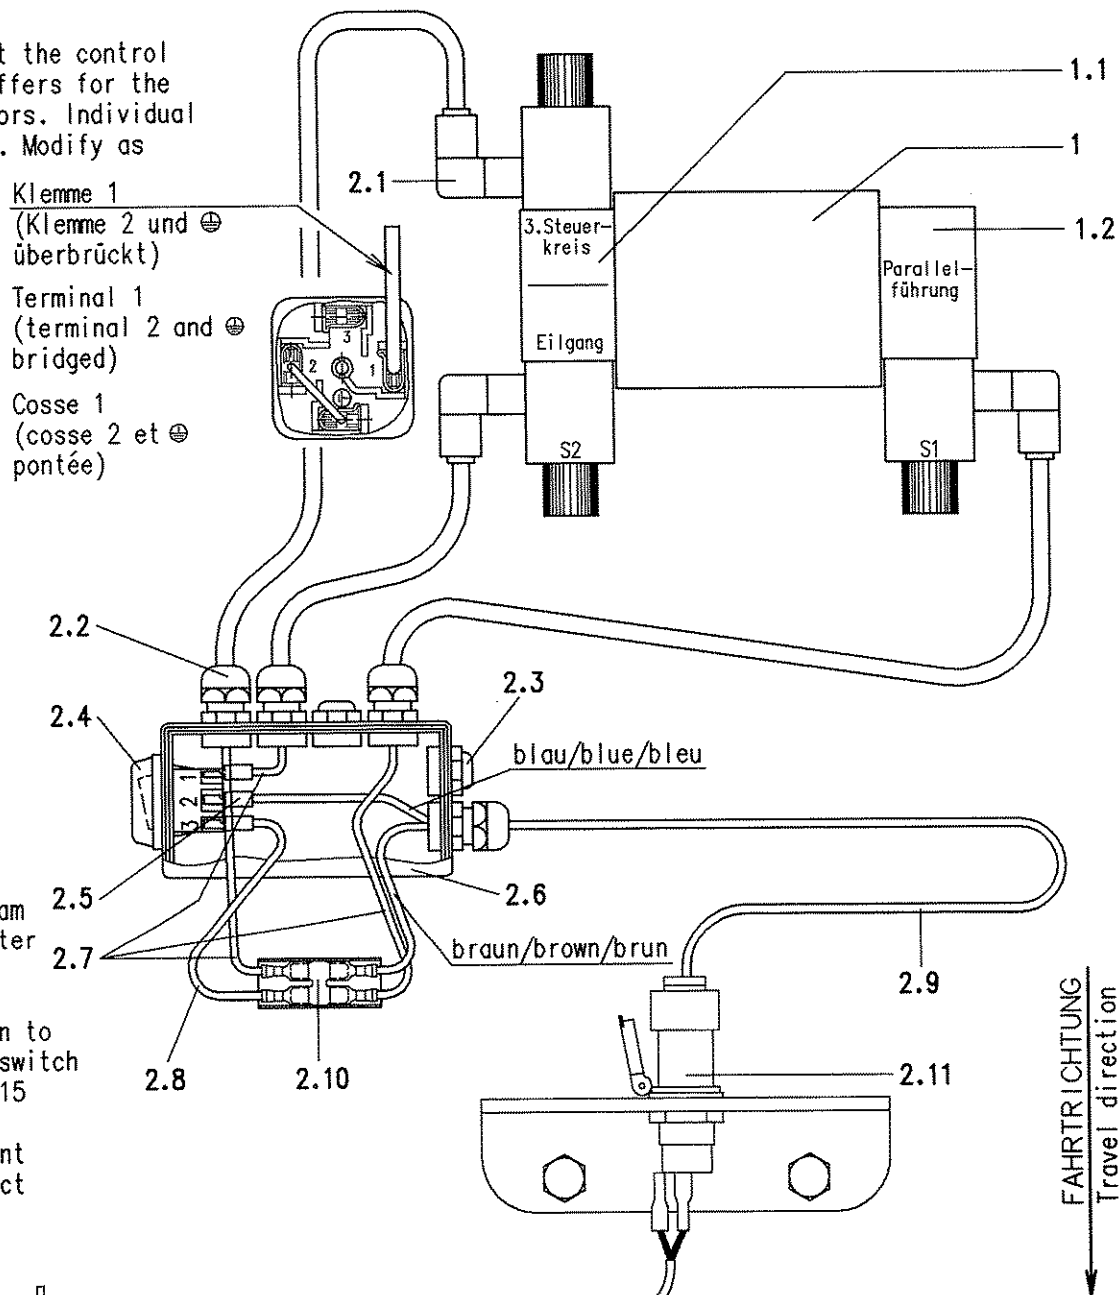 t the control
ffers for the
ors. Individual
. Modify as
Klemme 1
(Klemme 2 und ⏚
überbrückt)
Terminal 1
(terminal 2 and ⏚
bridged)
Cosse 1
(cosse 2 et ⏚
pontée)
3
2
1
2.1
1.1
1
1.2
3.Steuer-
kreis
Eilgang
S2
Parallel-
führung
S1
2.2
2.4
2.3
blau/blue/bleu
1
2
3
2.5
2.6
am
ter
2.7
braun/brown/brun
2.9
n to
switch
15
2.8
2.10
2.11
nt
ct
FAHRTRICHTUNG
Travel direction